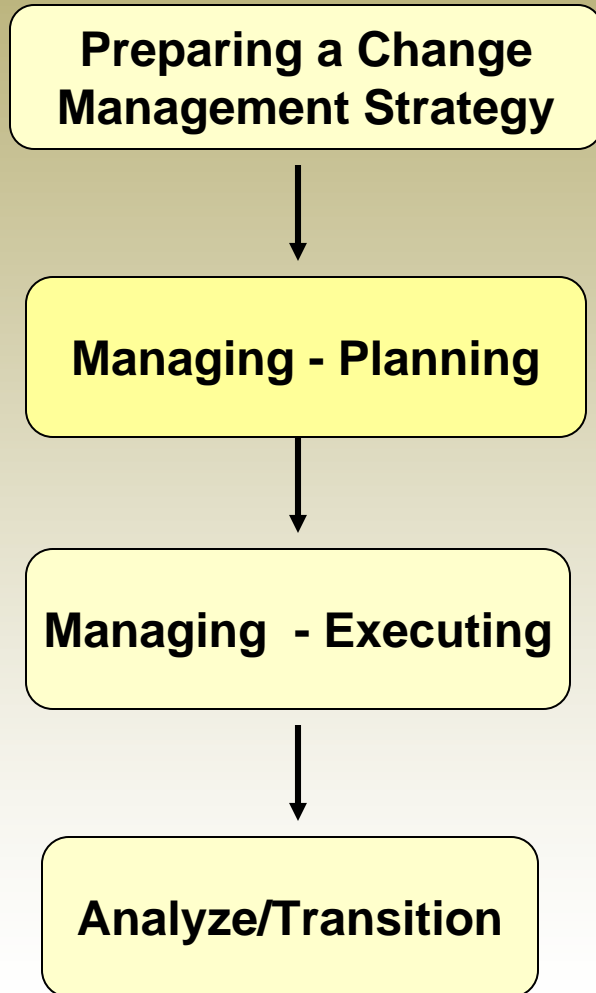 Preparing a Change
Management Strategy
Managing - Planning
Managing  - Executing
Analyze/Transition